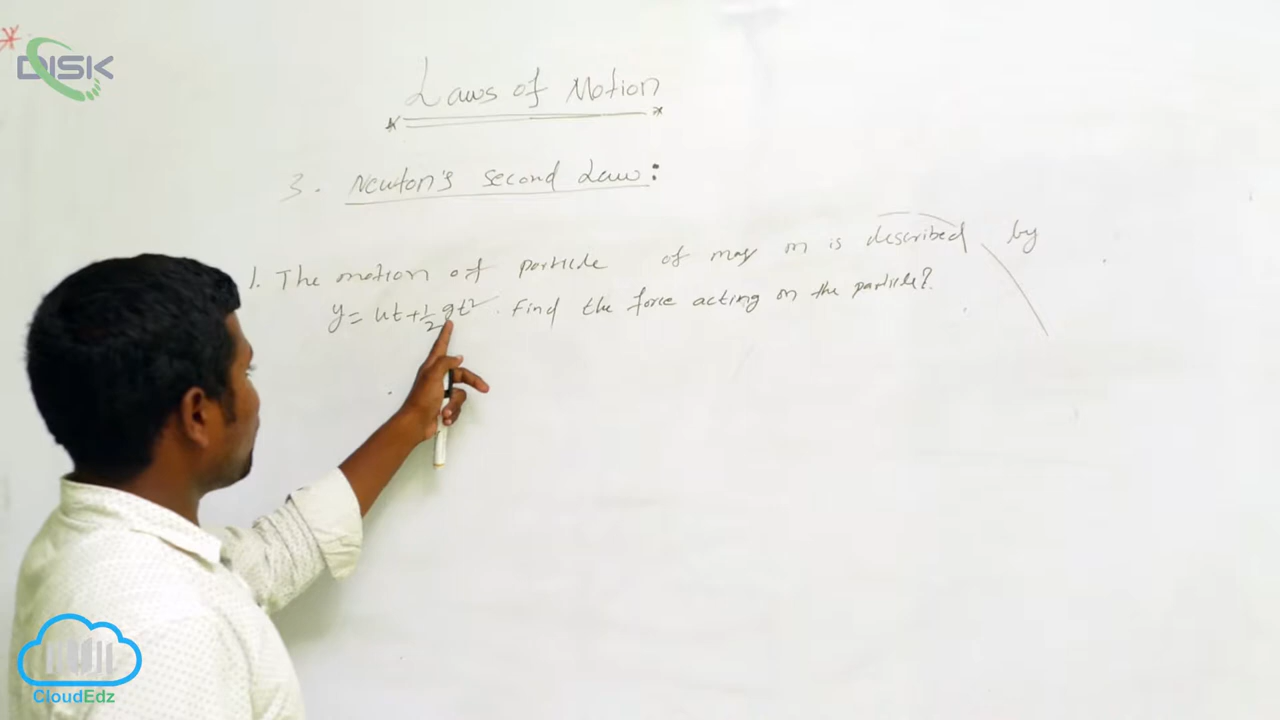 DISK
Laws of Motion
3. Newton's second Law:
1. The motion of particle of mass m is described by
y = ut + 1/2 gt². Find the force acting on the particle?
CloudEdz